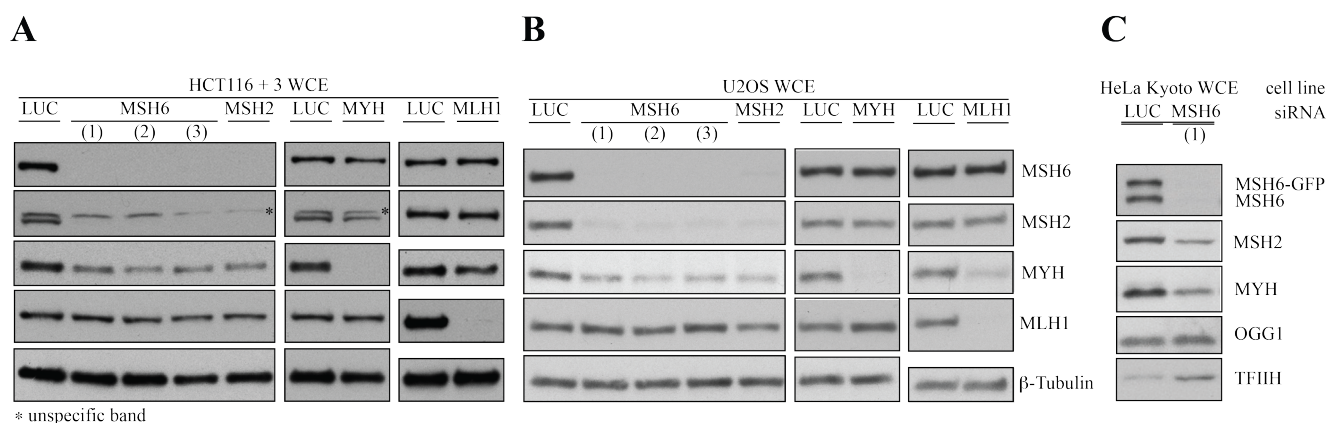 A
B
C
HCT116 + 3 WCE
U2OS WCE
HeLa Kyoto WCE cell line
LUC MSH6 MSH2 LUC MYH LUC MLH1
LUC MSH6 MSH2 LUC MYH LUC MLH1
LUC MSH6 siRNA
(1) (2) (3)
(1) (2) (3)
(1)
MSH6
*
*
MSH2
MYH
MLH1
β-Tubulin
MSH6-GFP
MSH6
MSH2
MYH
OGG1
TFIIH
* unspecific band